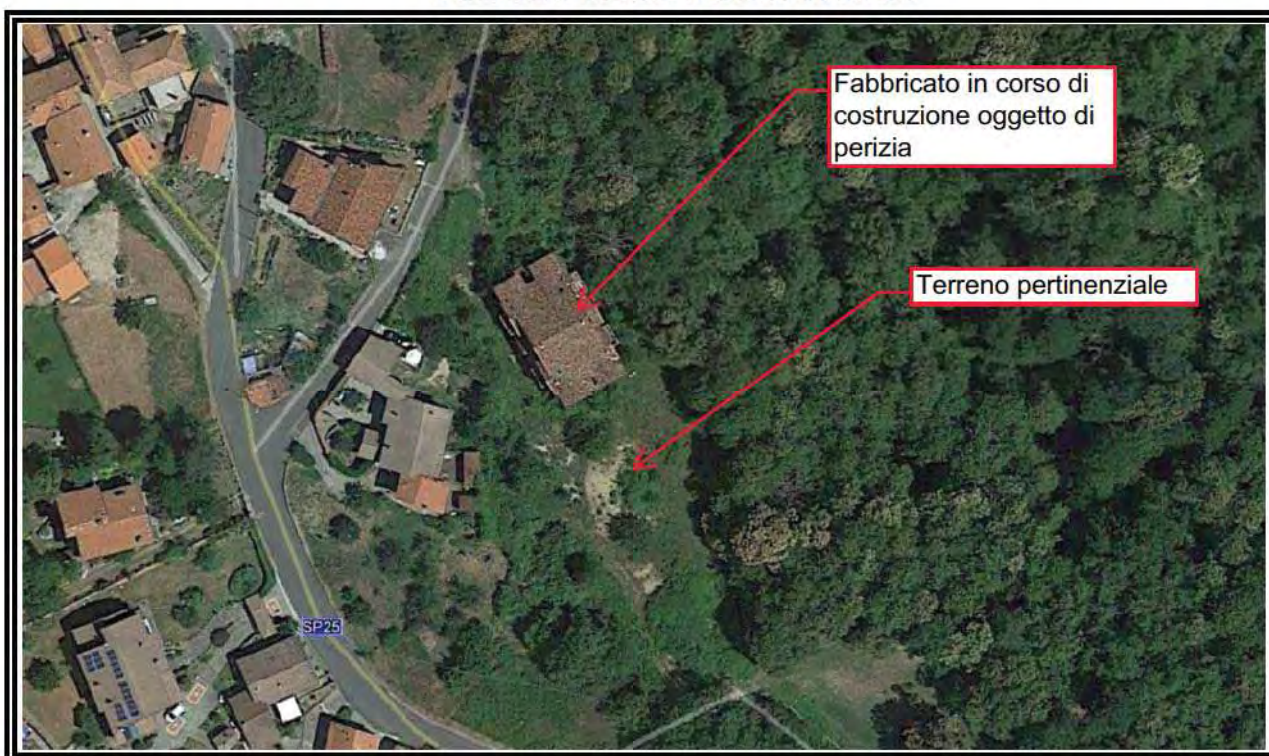 Fabbricato in corso di
costruzione oggetto di
perizia
Terreno pertinenziale
SP25